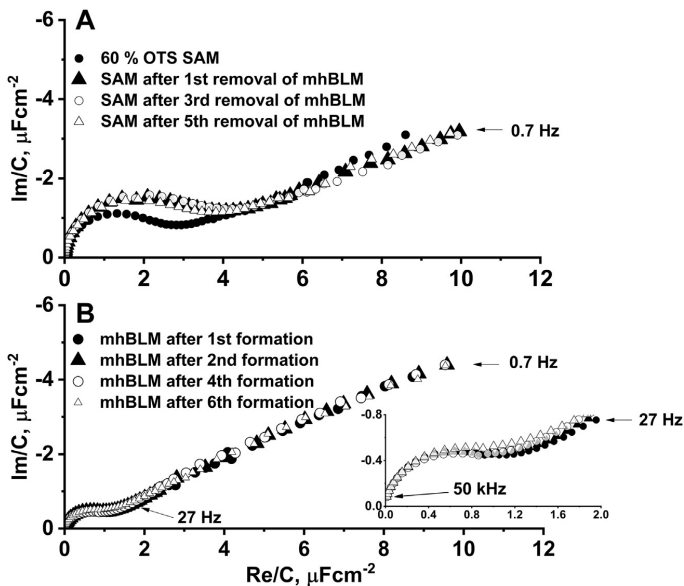 A
60 % OTS SAM
SAM after 1st removal of mhBLM
SAM after 3rd removal of mhBLM
SAM after 5th removal of mhBLM
0.7 Hz
Im/C, μFcm-2
-6
-4
-2
0
0 2 4 6 8 10 12
B
mhBLM after 1st formation
mhBLM after 2nd formation
mhBLM after 4th formation
mhBLM after 6th formation
0.7 Hz
27 Hz
Im/C, μFcm-2
-6
-4
-2
0
0 2 4 6 8 10 12
Re/C, μFcm-2
-0.8
-0.4
0.0
0.0 0.4 0.8 1.2 1.6 2.0
27 Hz
50 kHz